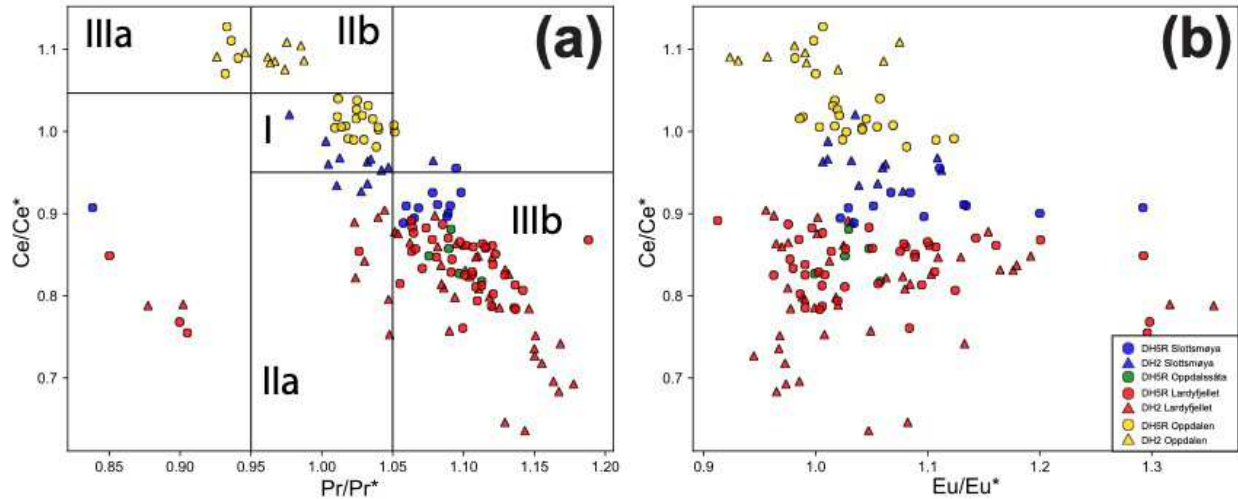 IIIa
IIb
(a)
I
IIIb
IIa
1.1
1.0
0.9
0.8
0.7
Ce/Ce*
0.85
0.90
0.95
1.00
1.05
1.10
1.15
1.20
Pr/Pr*
(b)
1.1
1.0
0.9
0.8
0.7
Ce/Ce*
0.9
1.0
1.1
1.2
1.3
Eu/Eu*
DH5R Slottsmøya
DH2 Slottsmøya
DH5R Oppdalssåta
DH5R Lardyfjellet
DH2 Lardyfjellet
DH5R Oppdalen
DH2 Oppdalen